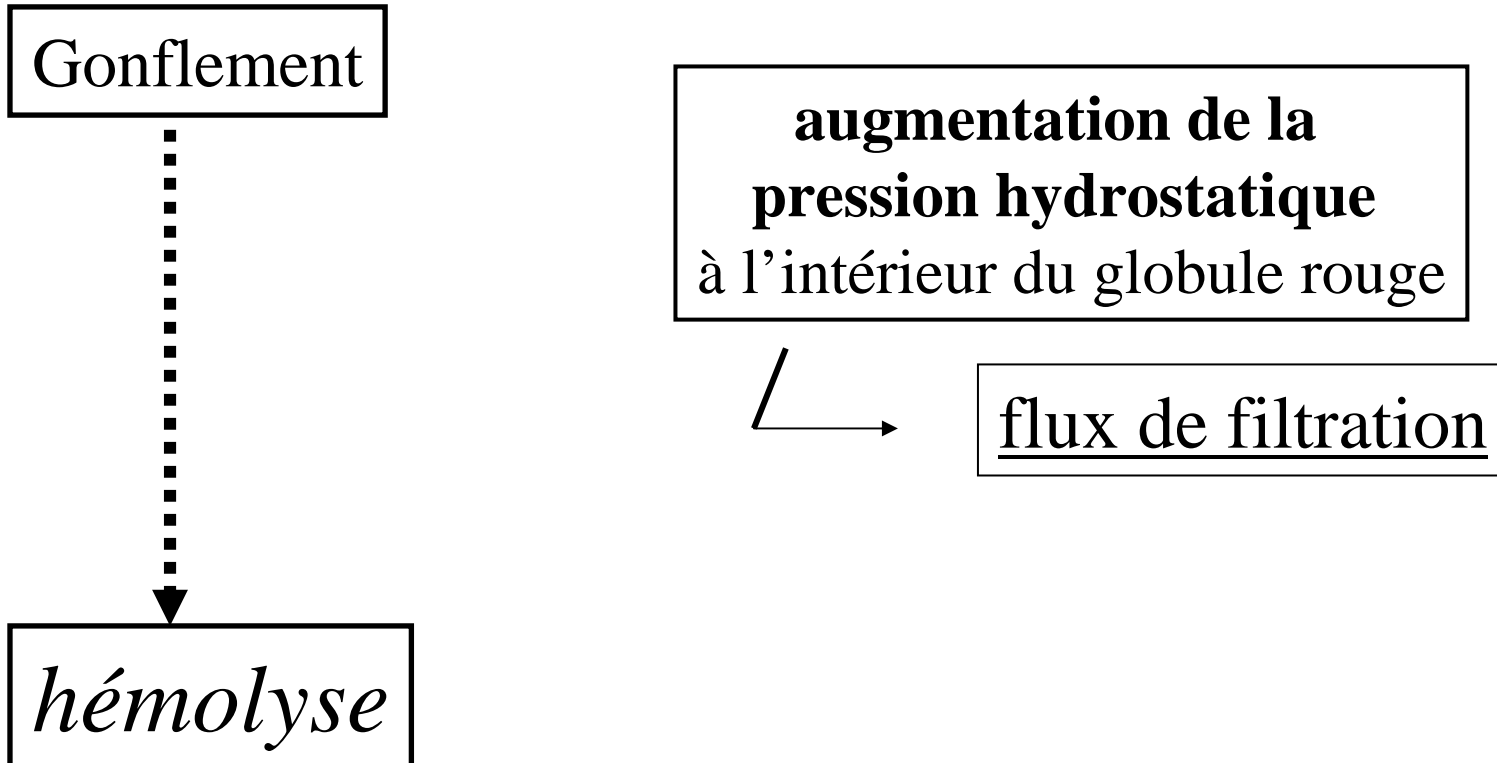 Gonflement
augmentation de la
pression hydrostatique
à l’intérieur du globule rouge
flux de filtration
hémolyse